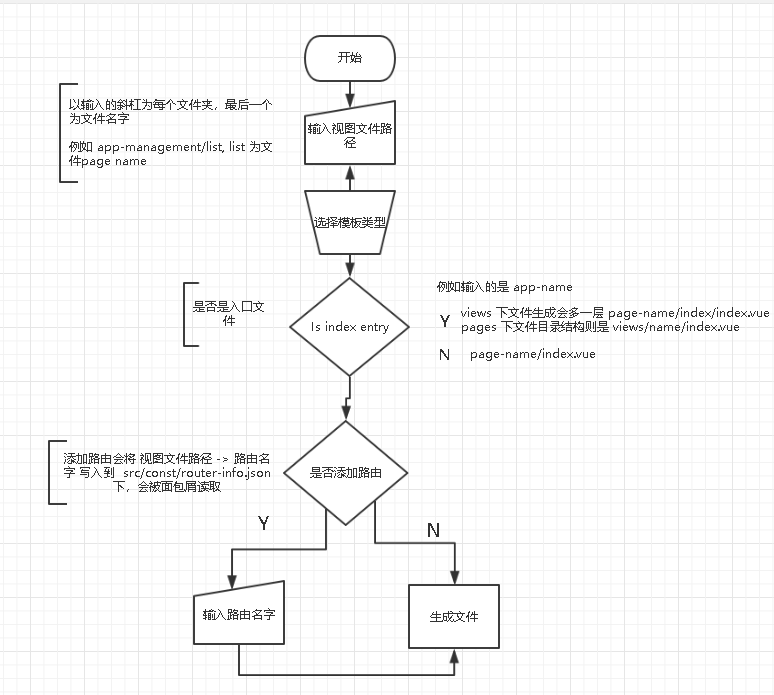 开始
以输入的斜杠为每个文件夹，最后一个
为文件名字
例如 app-management/list, list 为文
件page name
输入视图文件路
径
选择模板类型
是否是入口文
件
Is index entry
例如输入的是 app-name
Y
views 下文件生成会多一层 page-name/index/index.vue
pages 下文件目录结构则是 views/name/index.vue
N
page-name/index.vue
添加路由会将 视图文件路径 -> 路由名
字 写入到 src/const/router-info.json
下，会被面包屑读取
是否添加路由
Y
N
输入路由名字
生成文件